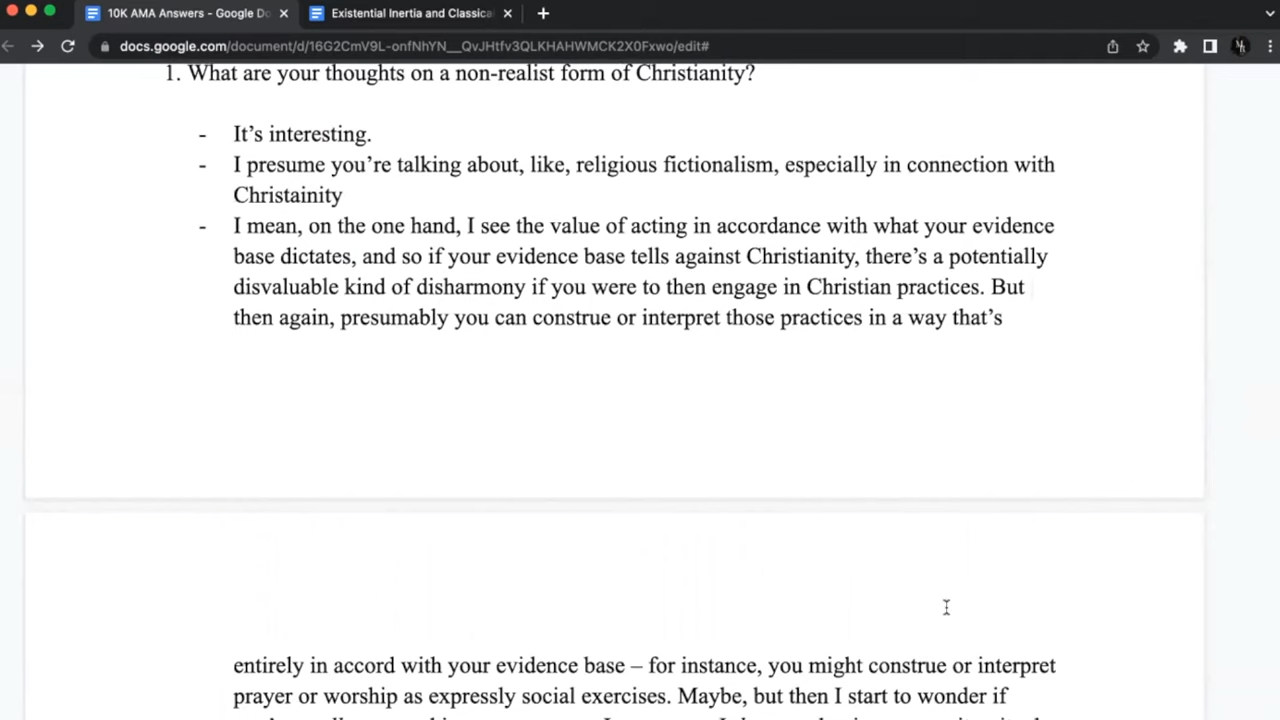 10K AMA Answers - Google Do
Existential Inertia and Classica
docs.google.com/document/d/16G2CmV9L-onfNhYN__QvJHtfv3QLKHAHWMCK2X0Fxwo/edit#
1. What are your thoughts on a non-realist form of Christianity?
- It's interesting.
- I presume you're talking about, like, religious fictionalism, especially in connection with
Christainity
- I mean, on the one hand, I see the value of acting in accordance with what your evidence
base dictates, and so if your evidence base tells against Christianity, there's a potentially
disvaluable kind of disharmony if you were to then engage in Christian practices. But
then again, presumably you can construe or interpret those practices in a way that's
entirely in accord with your evidence base – for instance, you might construe or interpret
prayer or worship as expressly social exercises. Maybe, but then I start to wonder if